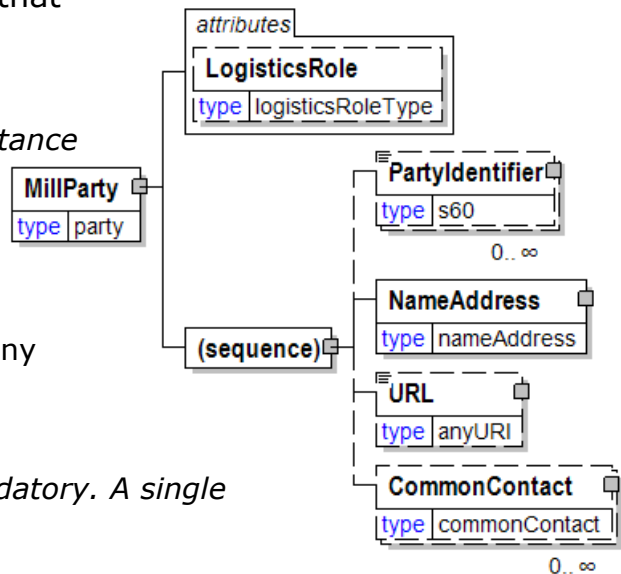 that
attributes
LogisticsRole
type logisticsRoleType
tance
MillParty
type party
PartyIdentifier
type s60
0.. ∞
NameAddress
type nameAddress
(sequence)
ny
URL
type anyURI
datory. A single
CommonContact
type commonContact
0.. ∞